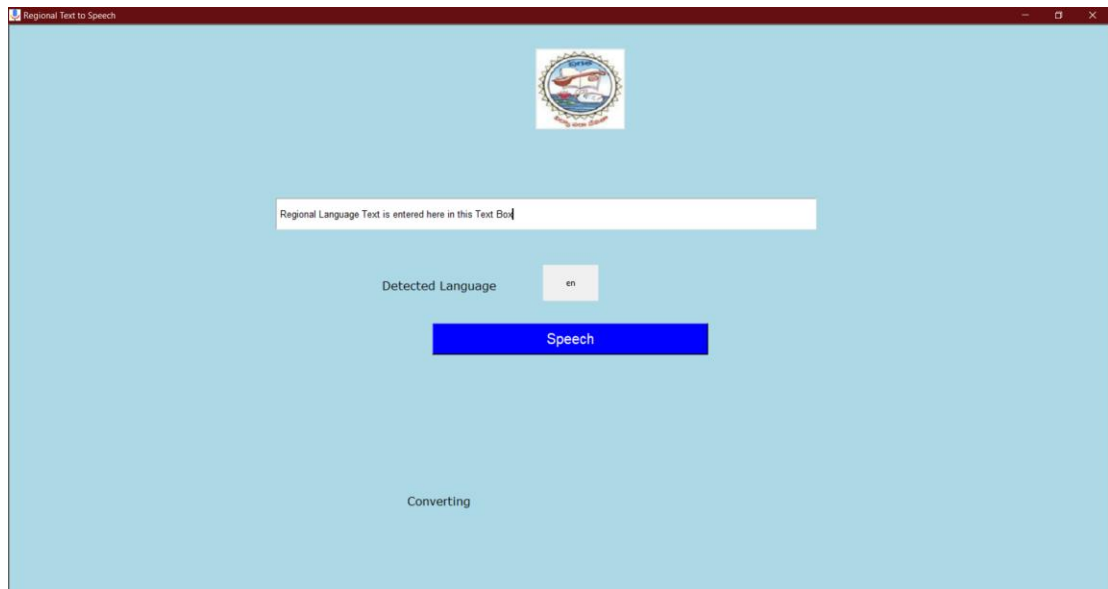 Regional Text to Speech
Regional Language Text is entered here in this Text Box
Detected Language
en
Speech
Converting